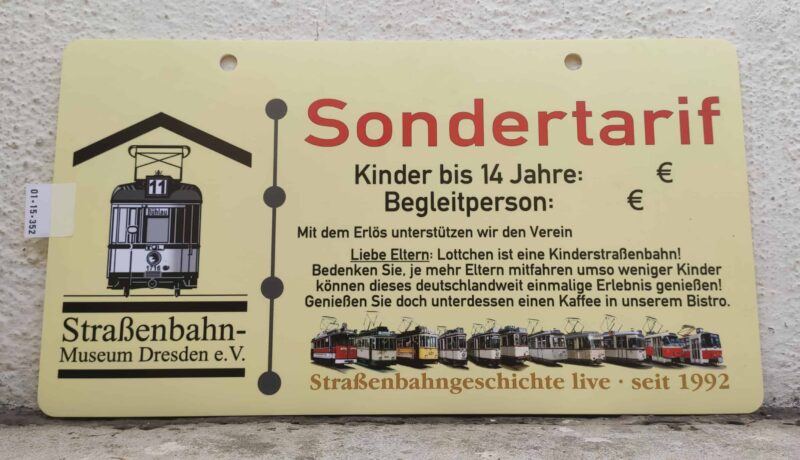 01-15-352
11
Bühlau
1716
Straßenbahn-
Museum Dresden e.V.
Sondertarif
Kinder bis 14 Jahre: €
Begleitperson: €
Mit dem Erlös unterstützen wir den Verein
Liebe Eltern: Lottchen ist eine Kinderstraßenbahn!
Bedenken Sie, je mehr Eltern mitfahren umso weniger Kinder
können dieses deutschlandweit einmalige Erlebnis genießen!
Genießen Sie doch unterdessen einen Kaffee in unserem Bistro.
Straßenbahngeschichte live · seit 1992